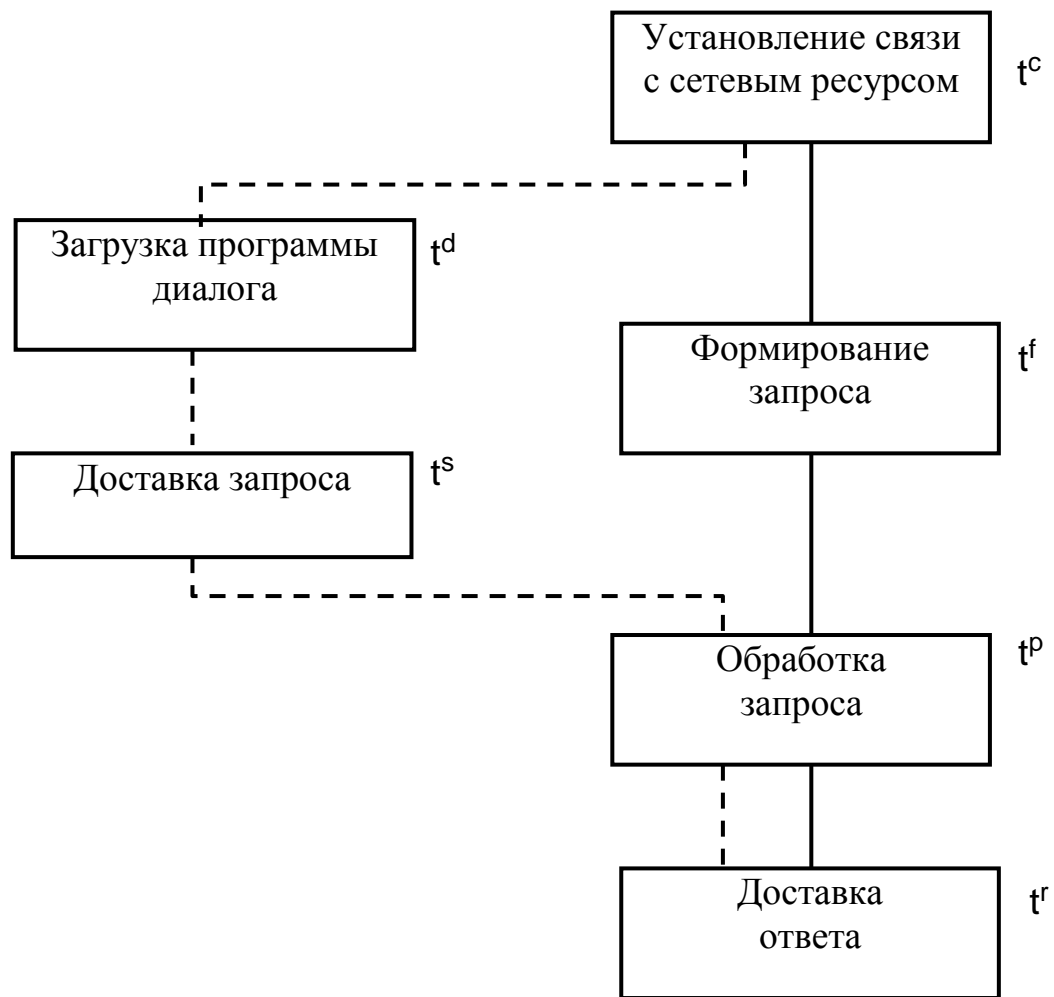 Установление связи
с сетевым ресурсом
t^c
Загрузка программы
диалога
t^d
Формирование
запроса
t^f
Доставка запроса
t^s
Обработка
запроса
t^p
Доставка
ответа
t^r